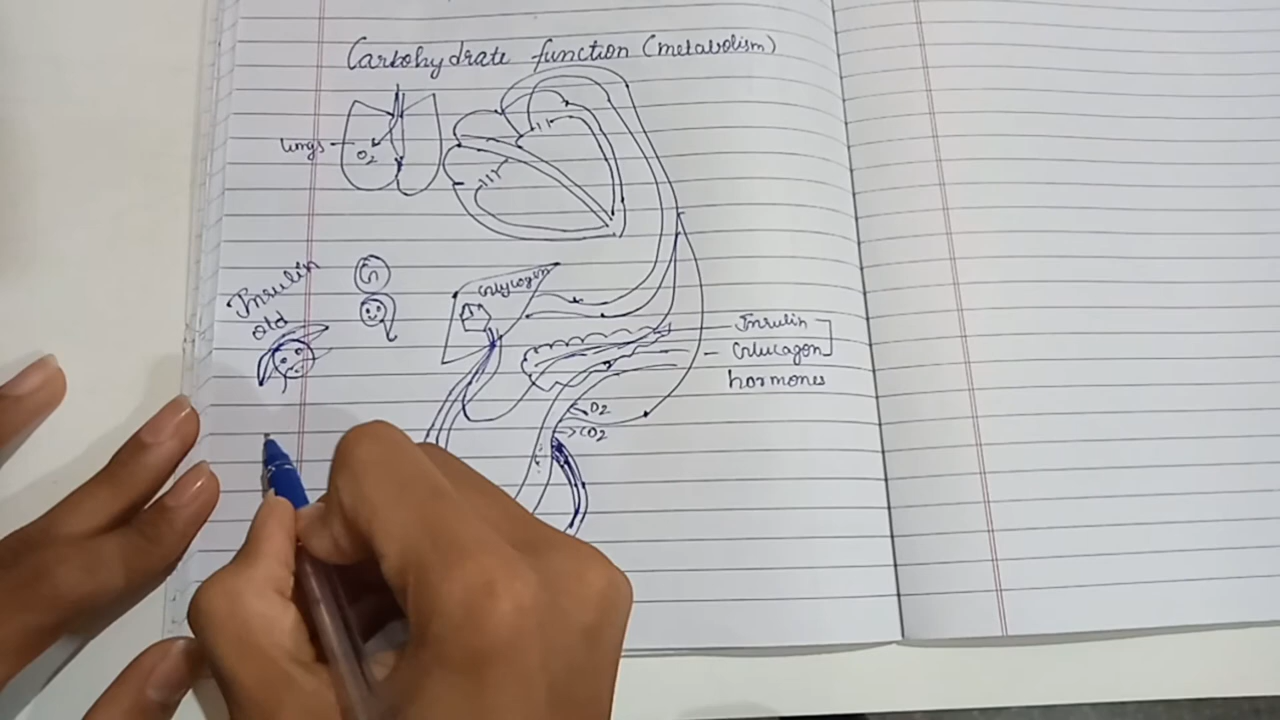 Carbohydrate function (metabolism)
lungs
O2
Insulin
old
G
Glycogen
Insulin
Glucagon
hormones
O2
CO2